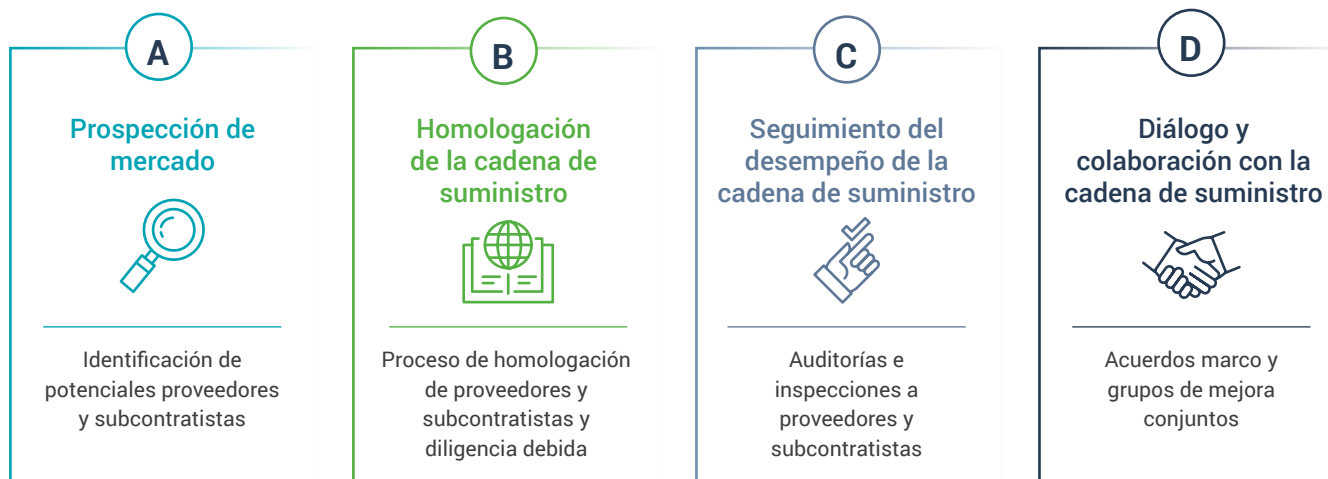 A
Prospección de
mercado
Identificación de
potenciales proveedores
y subcontratistas
B
Homologación
de la cadena de
suministro
Proceso de homologación
de proveedores y
subcontratistas y
diligencia debida
C
Seguimiento del
desempeño de la
cadena de suministro
Auditorías e
inspecciones a
proveedores y
subcontratistas
D
Diálogo y
colaboración con la
cadena de suministro
Acuerdos marco y
grupos de mejora
conjuntos